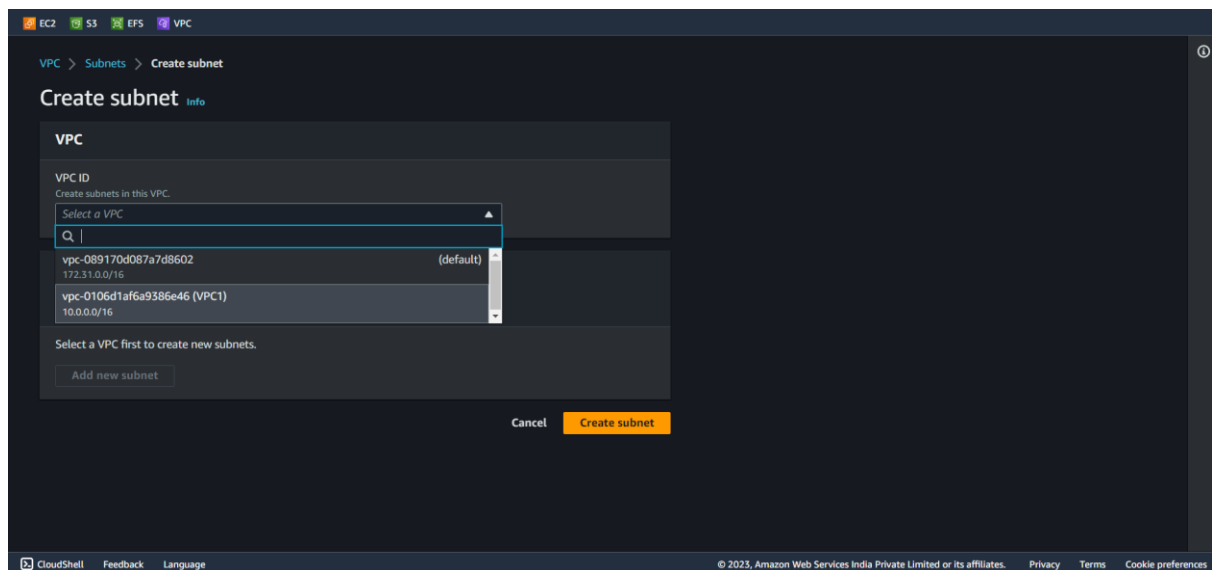 EC2 S3 EFS VPC
VPC > Subnets > Create subnet
Create subnet Info
VPC
VPC ID
Create subnets in this VPC.
Select a VPC
vpc-089170d087a7d8602 (default)
172.31.0.0/16
vpc-0106d1af6a9386e46 (VPC1)
10.0.0.0/16
Select a VPC first to create new subnets.
Add new subnet
Cancel Create subnet
CloudShell Feedback Language © 2023, Amazon Web Services India Private Limited or its affiliates. Privacy Terms Cookie preferences